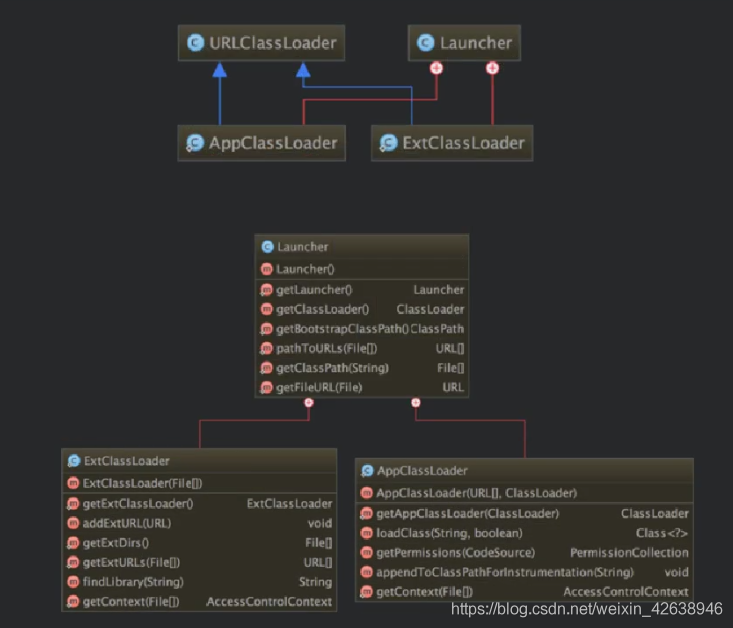 URLClassLoader
Launcher
AppClassLoader
ExtClassLoader
Launcher
Launcher()
getLauncher() Launcher
getClassLoader() ClassLoader
getBootstrapClassPath() ClassPath
pathToURLs(File[]) URL[]
getClassPath(String) File[]
getFileURL(File) URL
ExtClassLoader
ExtClassLoader(File[])
getExtClassLoader() ExtClassLoader
addExtURL(URL) void
getExtDirs() File[]
getExtURLs(File[]) URL[]
findLibrary(String) String
getContext(File[]) AccessControlContext
AppClassLoader
AppClassLoader(URL[], ClassLoader)
getAppClassLoader(ClassLoader) ClassLoader
loadClass(String, boolean) Class<?>
getPermissions(CodeSource) PermissionCollection
appendToClassPathForInstrumentation(String) void
getContext(File[]) AccessControlContext
https://blog.csdn.net/weixin_42638946